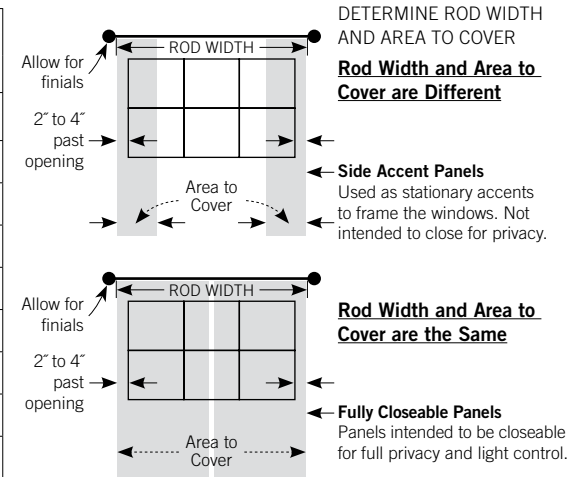 DETERMINE ROD WIDTH
AND AREA TO COVER
Rod Width and Area to
Cover are Different
ROD WIDTH
Allow for
finials
2˝ to 4˝
past
opening
Area to
Cover
Side Accent Panels
Used as stationary accents
to frame the windows. Not
intended to close for privacy.
ROD WIDTH
Allow for
finials
2˝ to 4˝
past
opening
Area to
Cover
Rod Width and Area to
Cover are the Same
Fully Closeable Panels
Panels intended to be closeable
for full privacy and light control.